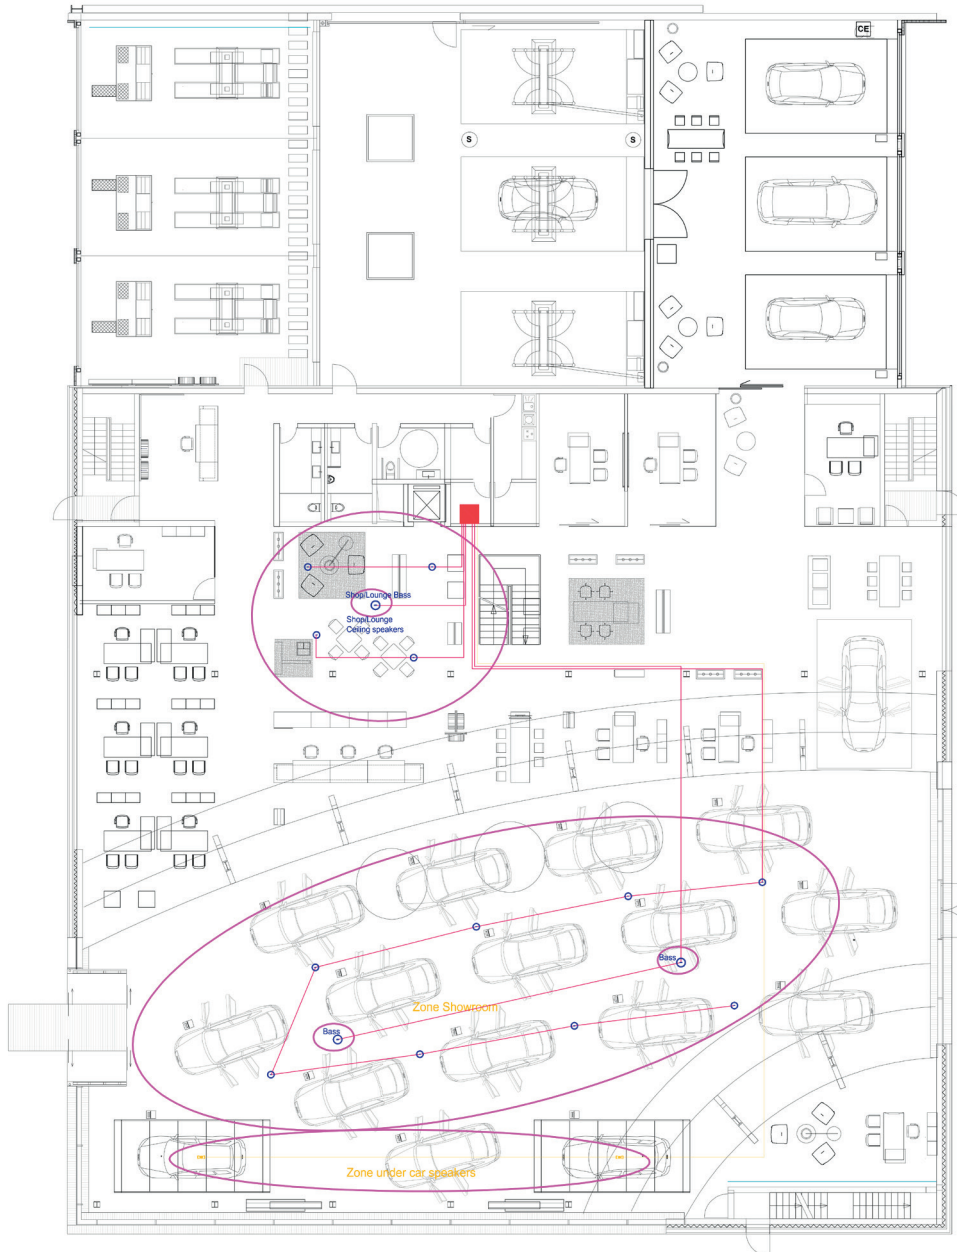 CE
S
S
Shop/Lounge Bass
Shop/Lounge
Ceiling speakers
Bass
Zone Showroom
Bass
Zone under car speakers